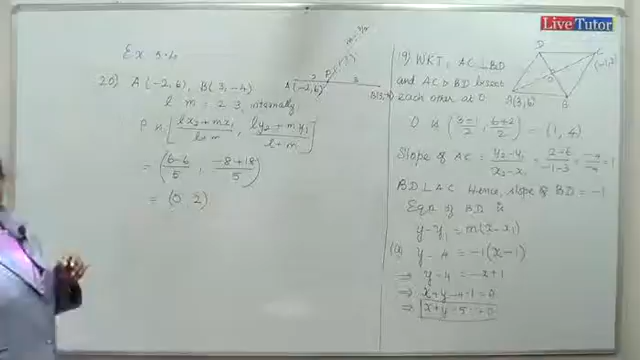 Live Tutor
Ex 5.4
20) A(-2,6), B(3,-4)
l : m = 2:3, internally
P is [ (lx₂+mx₁)/(l+m) , (ly₂+my₁)/(l+m) ]
= ( (6-6)/5 , (-8+18)/5 )
= (0, 2)
2
3
A(-2,6)
P
19) WKT, AC ⊥ BD
and AC & BD bisect
each other at O
D
C
O
A(3,6)
B
O is ( (3-1)/2 , (6+2)/2 ) = (1, 4)
Slope of AC = (y₂-y₁)/(x₂-x₁) = (2-6)/(-1-3) = -4/-4 = 1
BD ⊥ AC Hence, slope of BD = -1
Eqn of BD is
y-y₁ = m(x-x₁)
y-4 = -1(x-1)
⇒ y-4 = -x+1
⇒ x+y-4-1=0
⇒ x+y-5=0